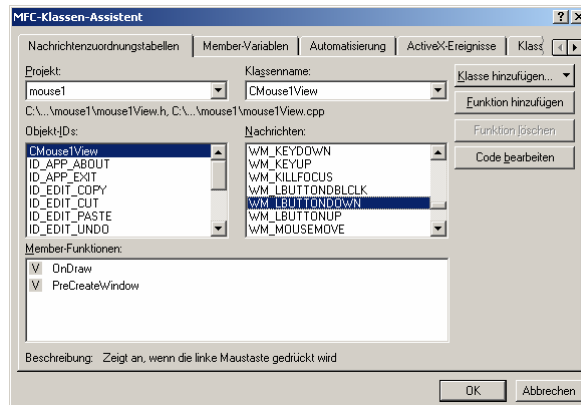 MFC-Klassen-Assistent
Nachrichtenzuordnungstabellen Member-Variablen Automatisierung ActiveX-Ereignisse Klass
Projekt: Klassenname:
mouse1 CMouse1View
Klasse hinzufügen...
C:\...\mouse1\mouse1View.h, C:\...\mouse1\mouse1View.cpp
Funktion hinzufügen
Objekt-IDs: Nachrichten:
Funktion löschen
Code bearbeiten
CMouse1View
ID_APP_ABOUT
ID_APP_EXIT
ID_EDIT_COPY
ID_EDIT_CUT
ID_EDIT_PASTE
ID_EDIT_UNDO
WM_KEYDOWN
WM_KEYUP
WM_KILLFOCUS
WM_LBUTTONDBLCLK
WM_LBUTTONDOWN
WM_LBUTTONUP
WM_MOUSEMOVE
Member-Funktionen:
V OnDraw
V PreCreateWindow
Beschreibung: Zeigt an, wenn die linke Maustaste gedrückt wird
OK Abbrechen